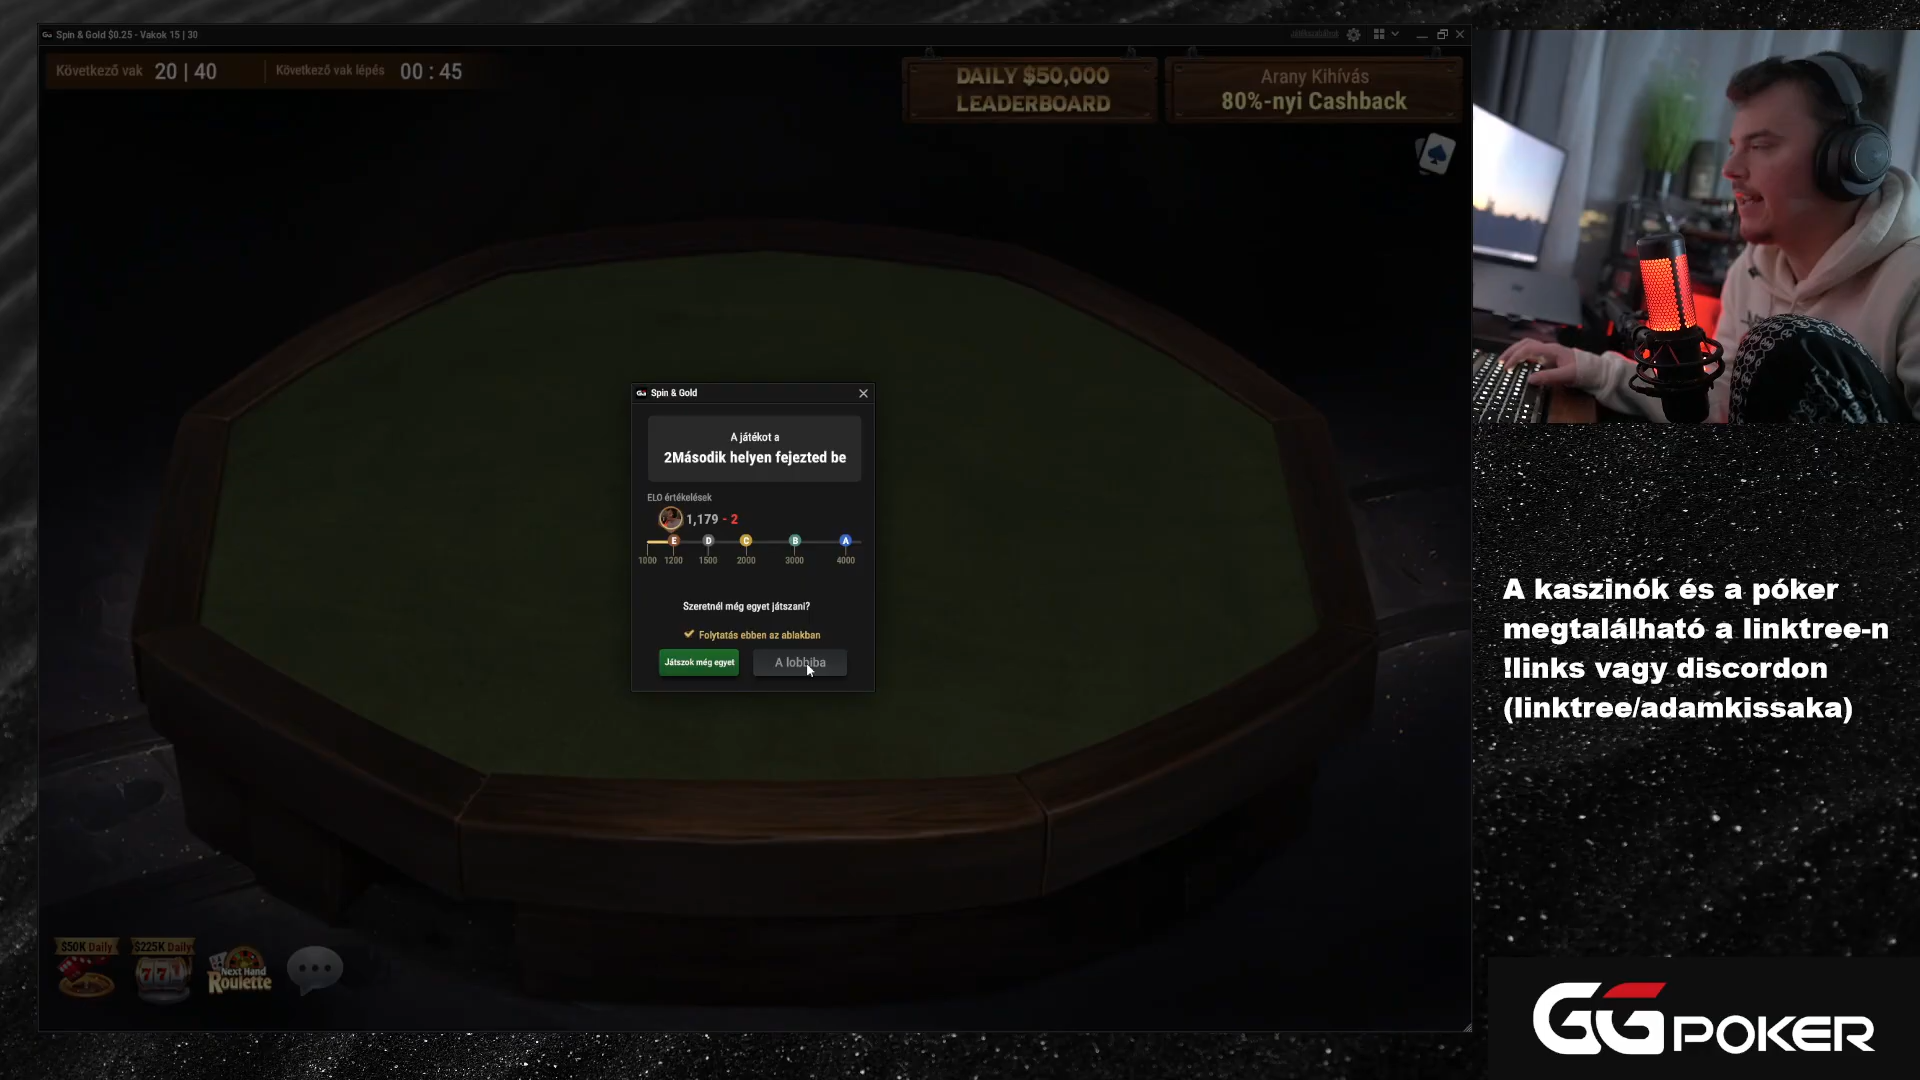 Spin & Gold $0.25 - Vakok 15 | 30
Következő vak 20 | 40
Következő vak lépés 00 : 45
DAILY $50,000
LEADERBOARD
Arany Kihívás
80%-nyi Cashback
GG Spin & Gold
A játékot a
2Második helyen fejezted be
ELO értékelések
1,179 - 2
E D C B A
1000 1200 1500 2000 3000 4000
Szeretnél még egyet játszani?
Folytatás ebben az ablakban
Játszok még egyet
A lobbiba
$50K Daily
$225K Daily
777
Next Hand
Roulette
A kaszinók és a póker
megtalálható a linktree-n
!links vagy discordon
(linktree/adamkissaka)
GGPOKER